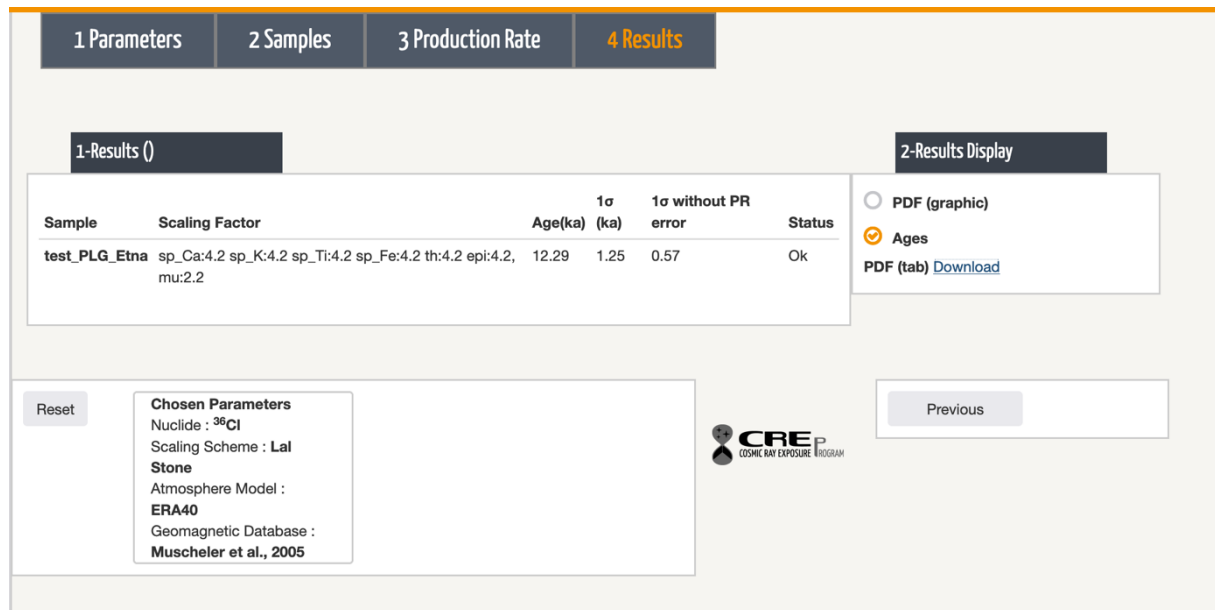 1 Parameters 2 Samples 3 Production Rate 4 Results
1-Results ()
Sample Scaling Factor Age(ka) 1σ (ka) 1σ without PR error Status
test_PLG_Etna sp_Ca:4.2 sp_K:4.2 sp_Ti:4.2 sp_Fe:4.2 th:4.2 epi:4.2, 12.29 1.25 0.57 Ok
mu:2.2
2-Results Display
PDF (graphic)
Ages
PDF (tab) Download
Reset
Chosen Parameters
Nuclide : ³⁶Cl
Scaling Scheme : Lal
Stone
Atmosphere Model :
ERA40
Geomagnetic Database :
Muscheler et al., 2005
CREP
COSMIC RAY EXPOSURE PROGRAM
Previous